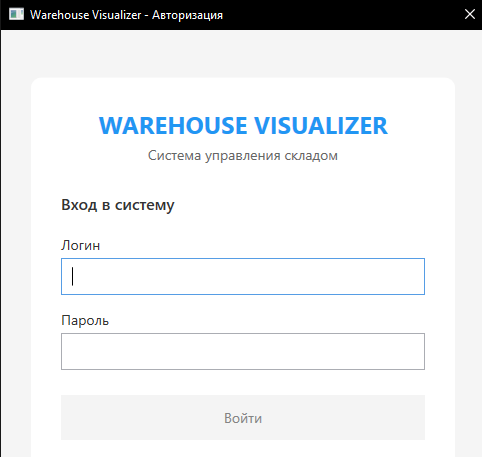 Warehouse Visualizer - Авторизация
WAREHOUSE VISUALIZER
Система управления складом
Вход в систему
Логин
Пароль
Войти